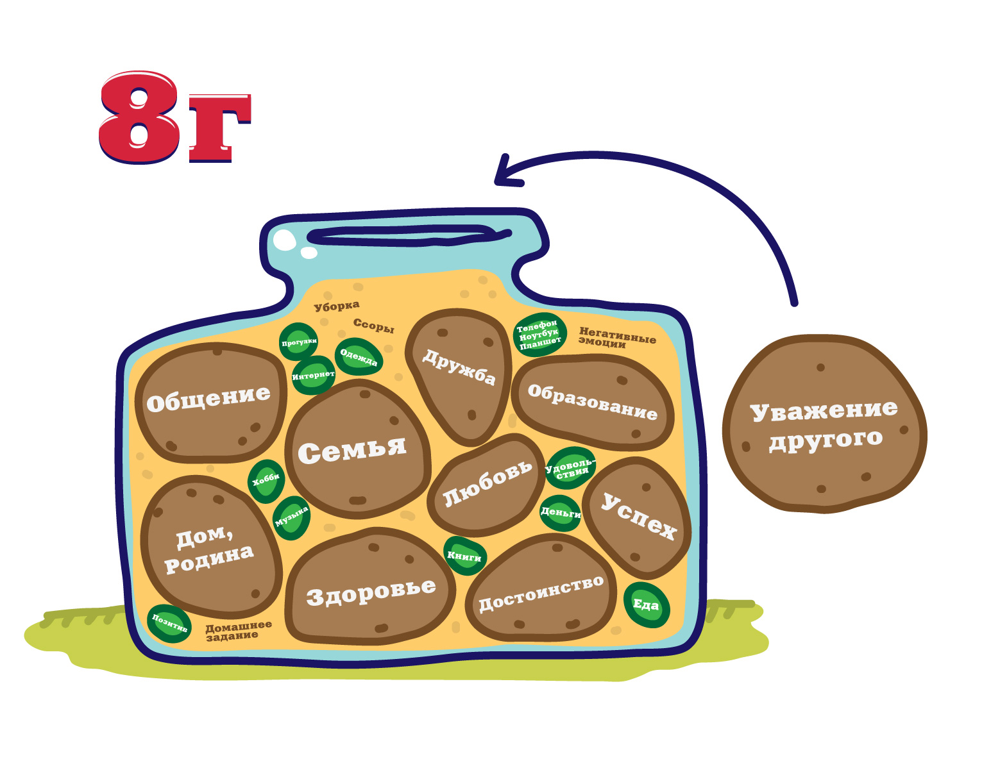 8г
Уборка
Ссоры
Прогулки
Одежда
Интернет
Телефон
Ноутбук
Планшет
Негативные
эмоции
Дружба
Общение
Образование
Семья
Уважение
другого
Любовь
Удоволь-
ствия
Хобби
Музыка
Деньги
Успех
Дом,
Родина
Книги
Здоровье
Достоинство
Еда
Позитив
Домашнее
задание